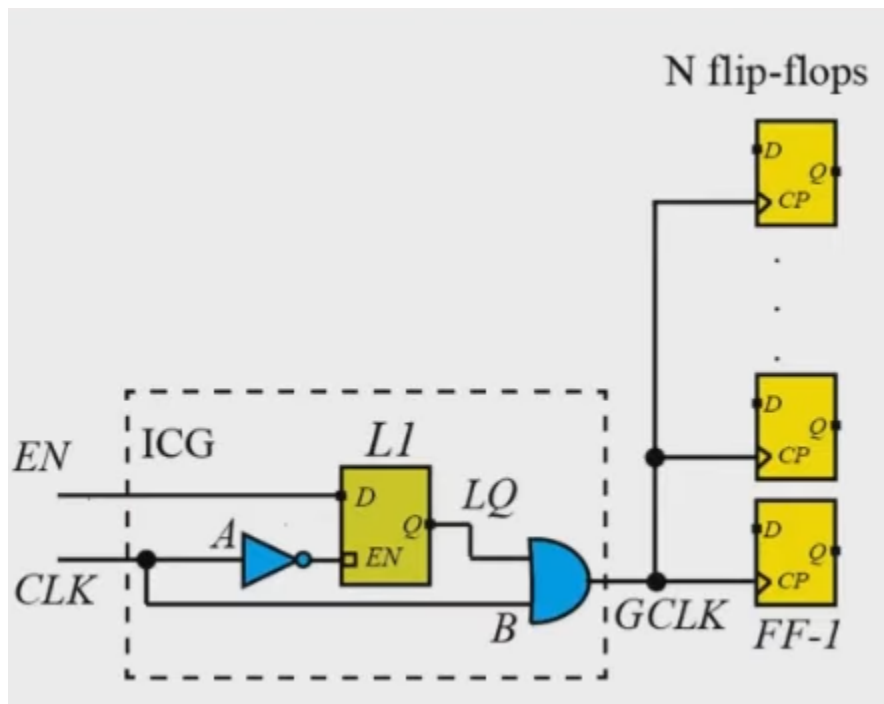 N flip-flops
D
Q
CP
D
Q
CP
D
Q
CP
FF-1
ICG
L1
EN
D
LQ
Q
A
EN
CLK
B
GCLK